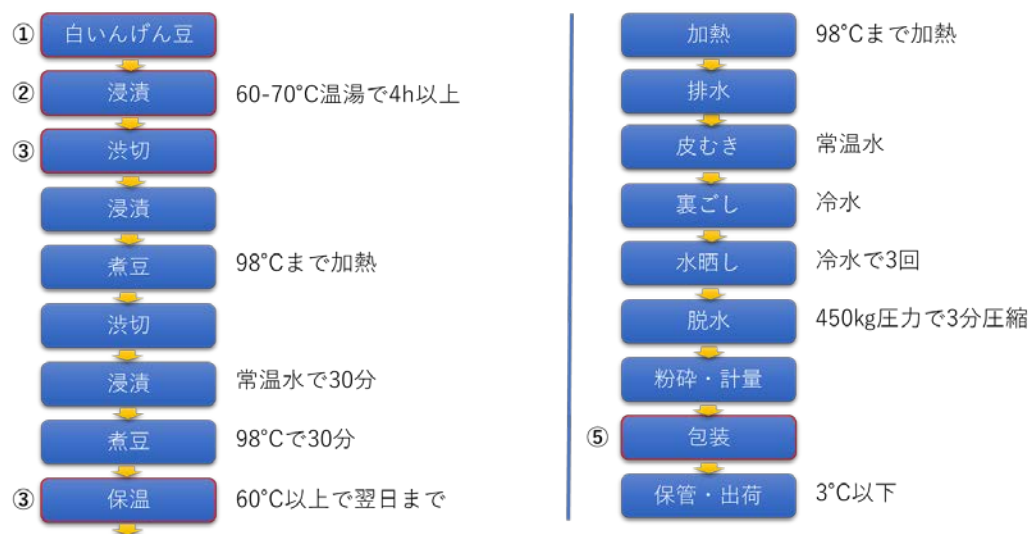 ① 白いんげん豆
② 浸漬 60-70°C温湯で4h以上
③ 渋切
浸漬
煮豆 98°Cまで加熱
渋切
浸漬 常温水で30分
煮豆 98°Cで30分
③ 保温 60°C以上で翌日まで
加熱 98°Cまで加熱
排水
皮むき 常温水
裏ごし 冷水
水晒し 冷水で3回
脱水 450kg圧力で3分圧縮
粉砕・計量
⑤ 包装
保管・出荷 3°C以下